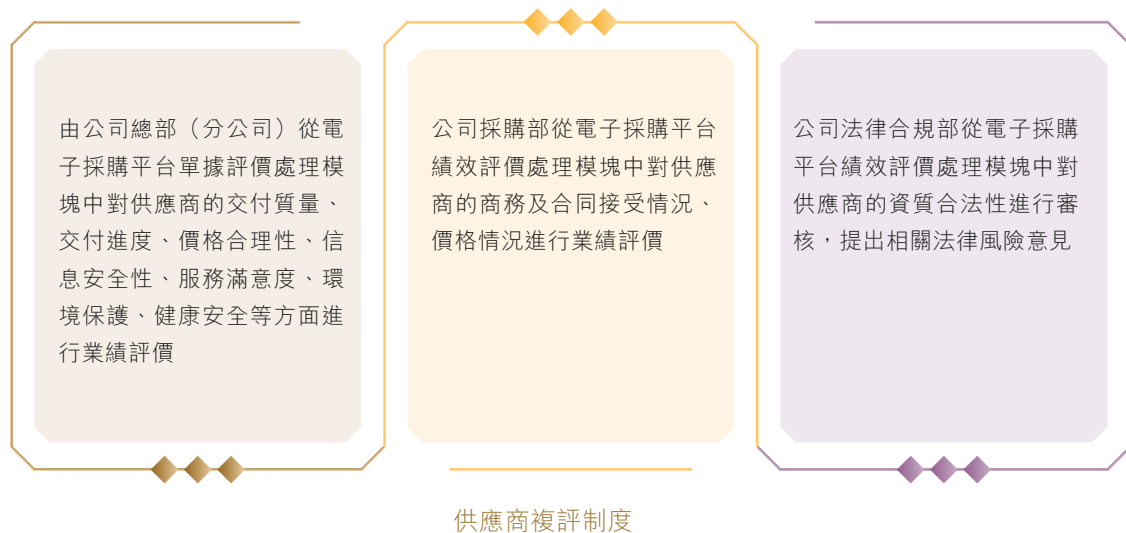 由公司總部（分公司）從電
子採購平台單據評價處理模
塊中對供應商的交付質量、
交付進度、價格合理性、信
息安全性、服務滿意度、環
境保護、健康安全等方面進
行業績評價
公司採購部從電子採購平台
績效評價處理模塊中對供應
商的商務及合同接受情況、
價格情況進行業績評價
公司法律合規部從電子採購
平台績效評價處理模塊中對
供應商的資質合法性進行審
核，提出相關法律風險意見
供應商複評制度